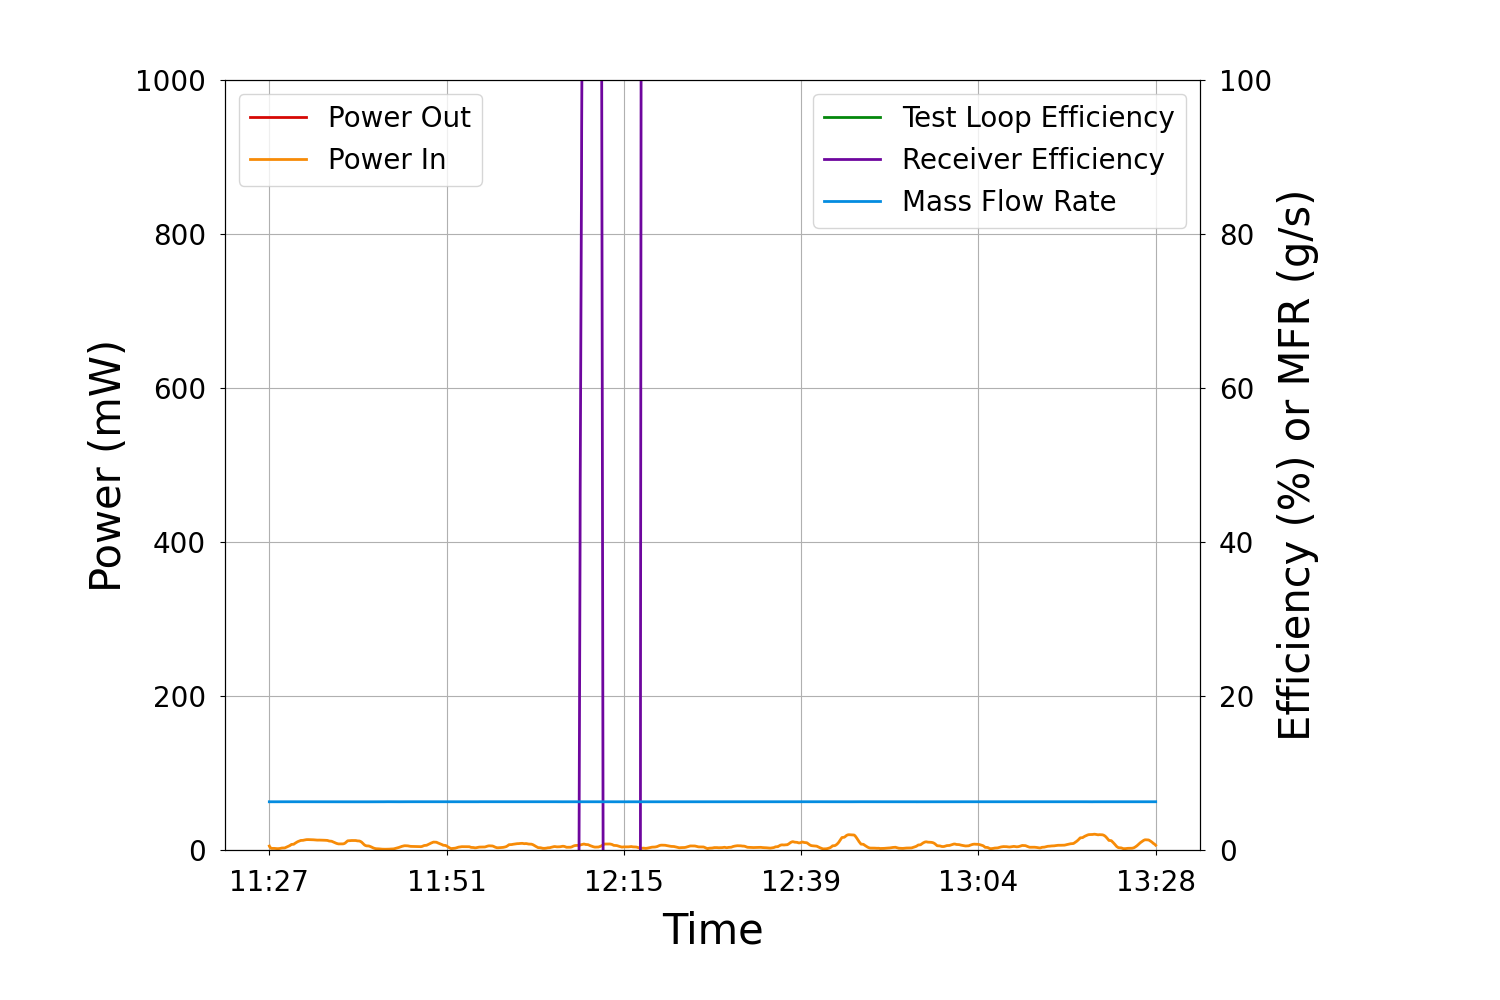 1000
800
600
400
200
0
Power (mW)
Power Out
Power In
Test Loop Efficiency
Receiver Efficiency
Mass Flow Rate
100
80
60
40
20
0
Efficiency (%) or MFR (g/s)
11:27 11:51 12:15 12:39 13:04 13:28
Time